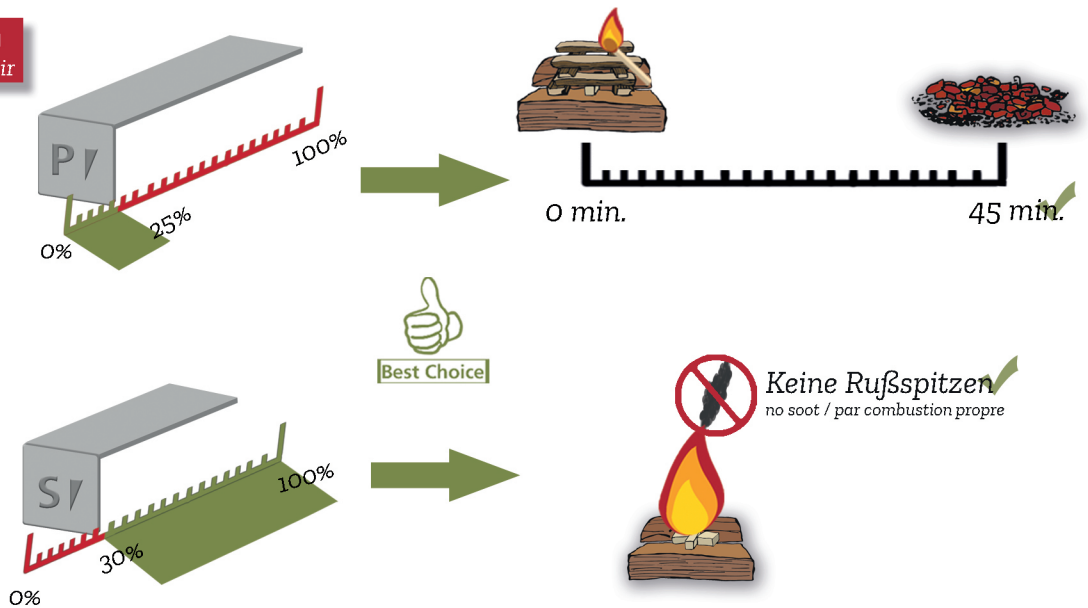 ir
P
0%
25%
100%
0 min.
45 min.
Best Choice
S
0%
30%
100%
Keine Rußspitzen
no soot / par combustion propre